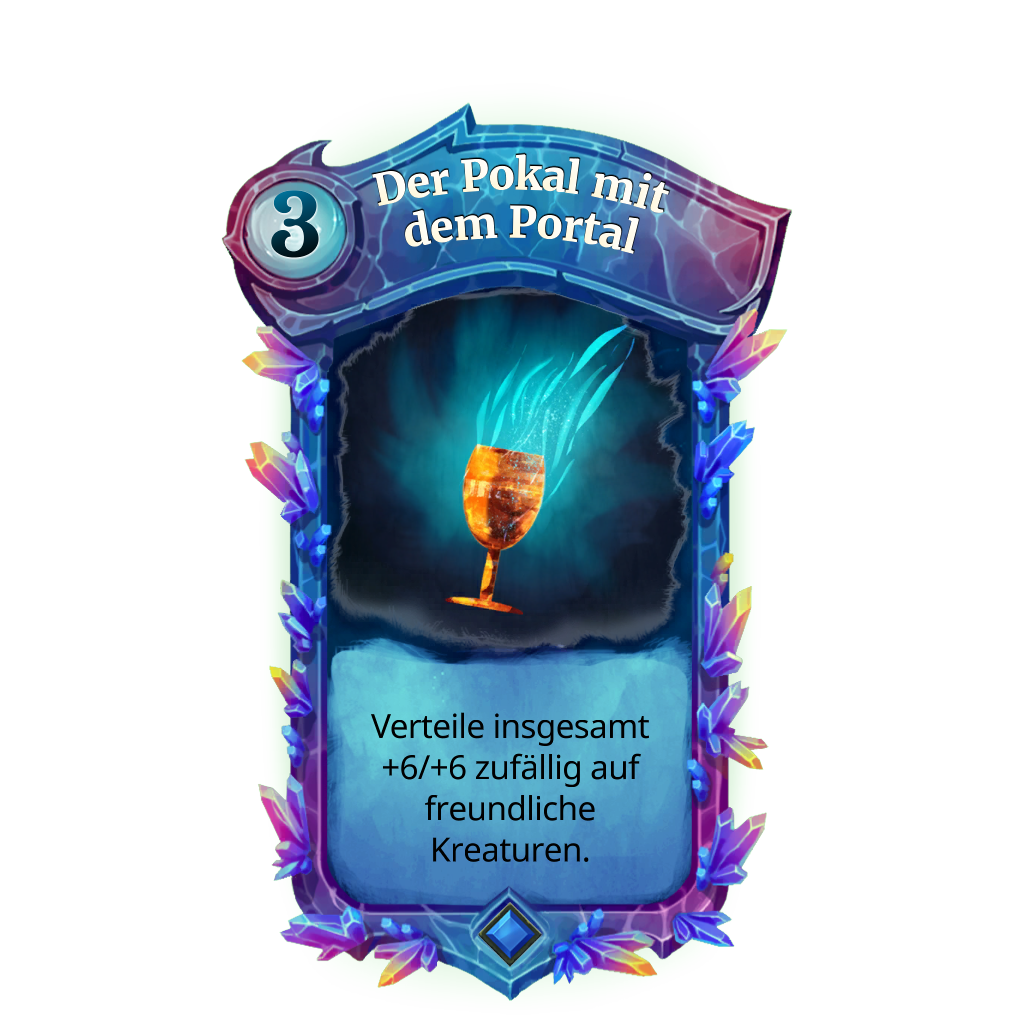 3
Der Pokal mit
dem Portal
Verteile insgesamt
+6/+6 zufällig auf
freundliche
Kreaturen.